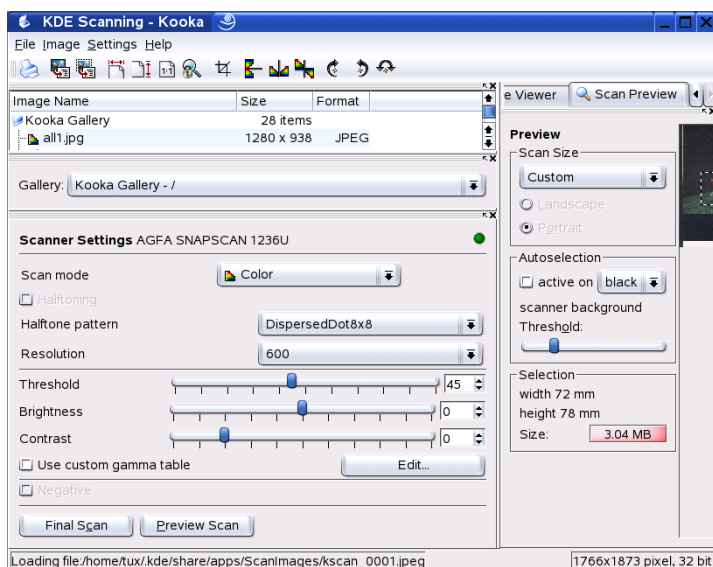 KDE Scanning - Kooka
File Image Settings Help
Image Name Size Format
Kooka Gallery 28 items
all1.jpg 1280 x 938 JPEG
Gallery: Kooka Gallery - /
Scanner Settings AGFA SNAPSCAN 1236U
Scan mode Color
Halftoning
Halftone pattern DispersedDot8x8
Resolution 600
Threshold 45
Brightness 0
Contrast 0
Use custom gamma table Edit...
Negative
Final Scan Preview Scan
e Viewer Scan Preview
Preview
Scan Size
Custom
Landscape
Portrait
Autoselection
active on black
scanner background
Threshold:
Selection
width 72 mm
height 78 mm
Size: 3.04 MB
Loading file:/home/tux/.kde/share/apps/ScanImages/kscan_0001.jpeg 1766x1873 pixel, 32 bit